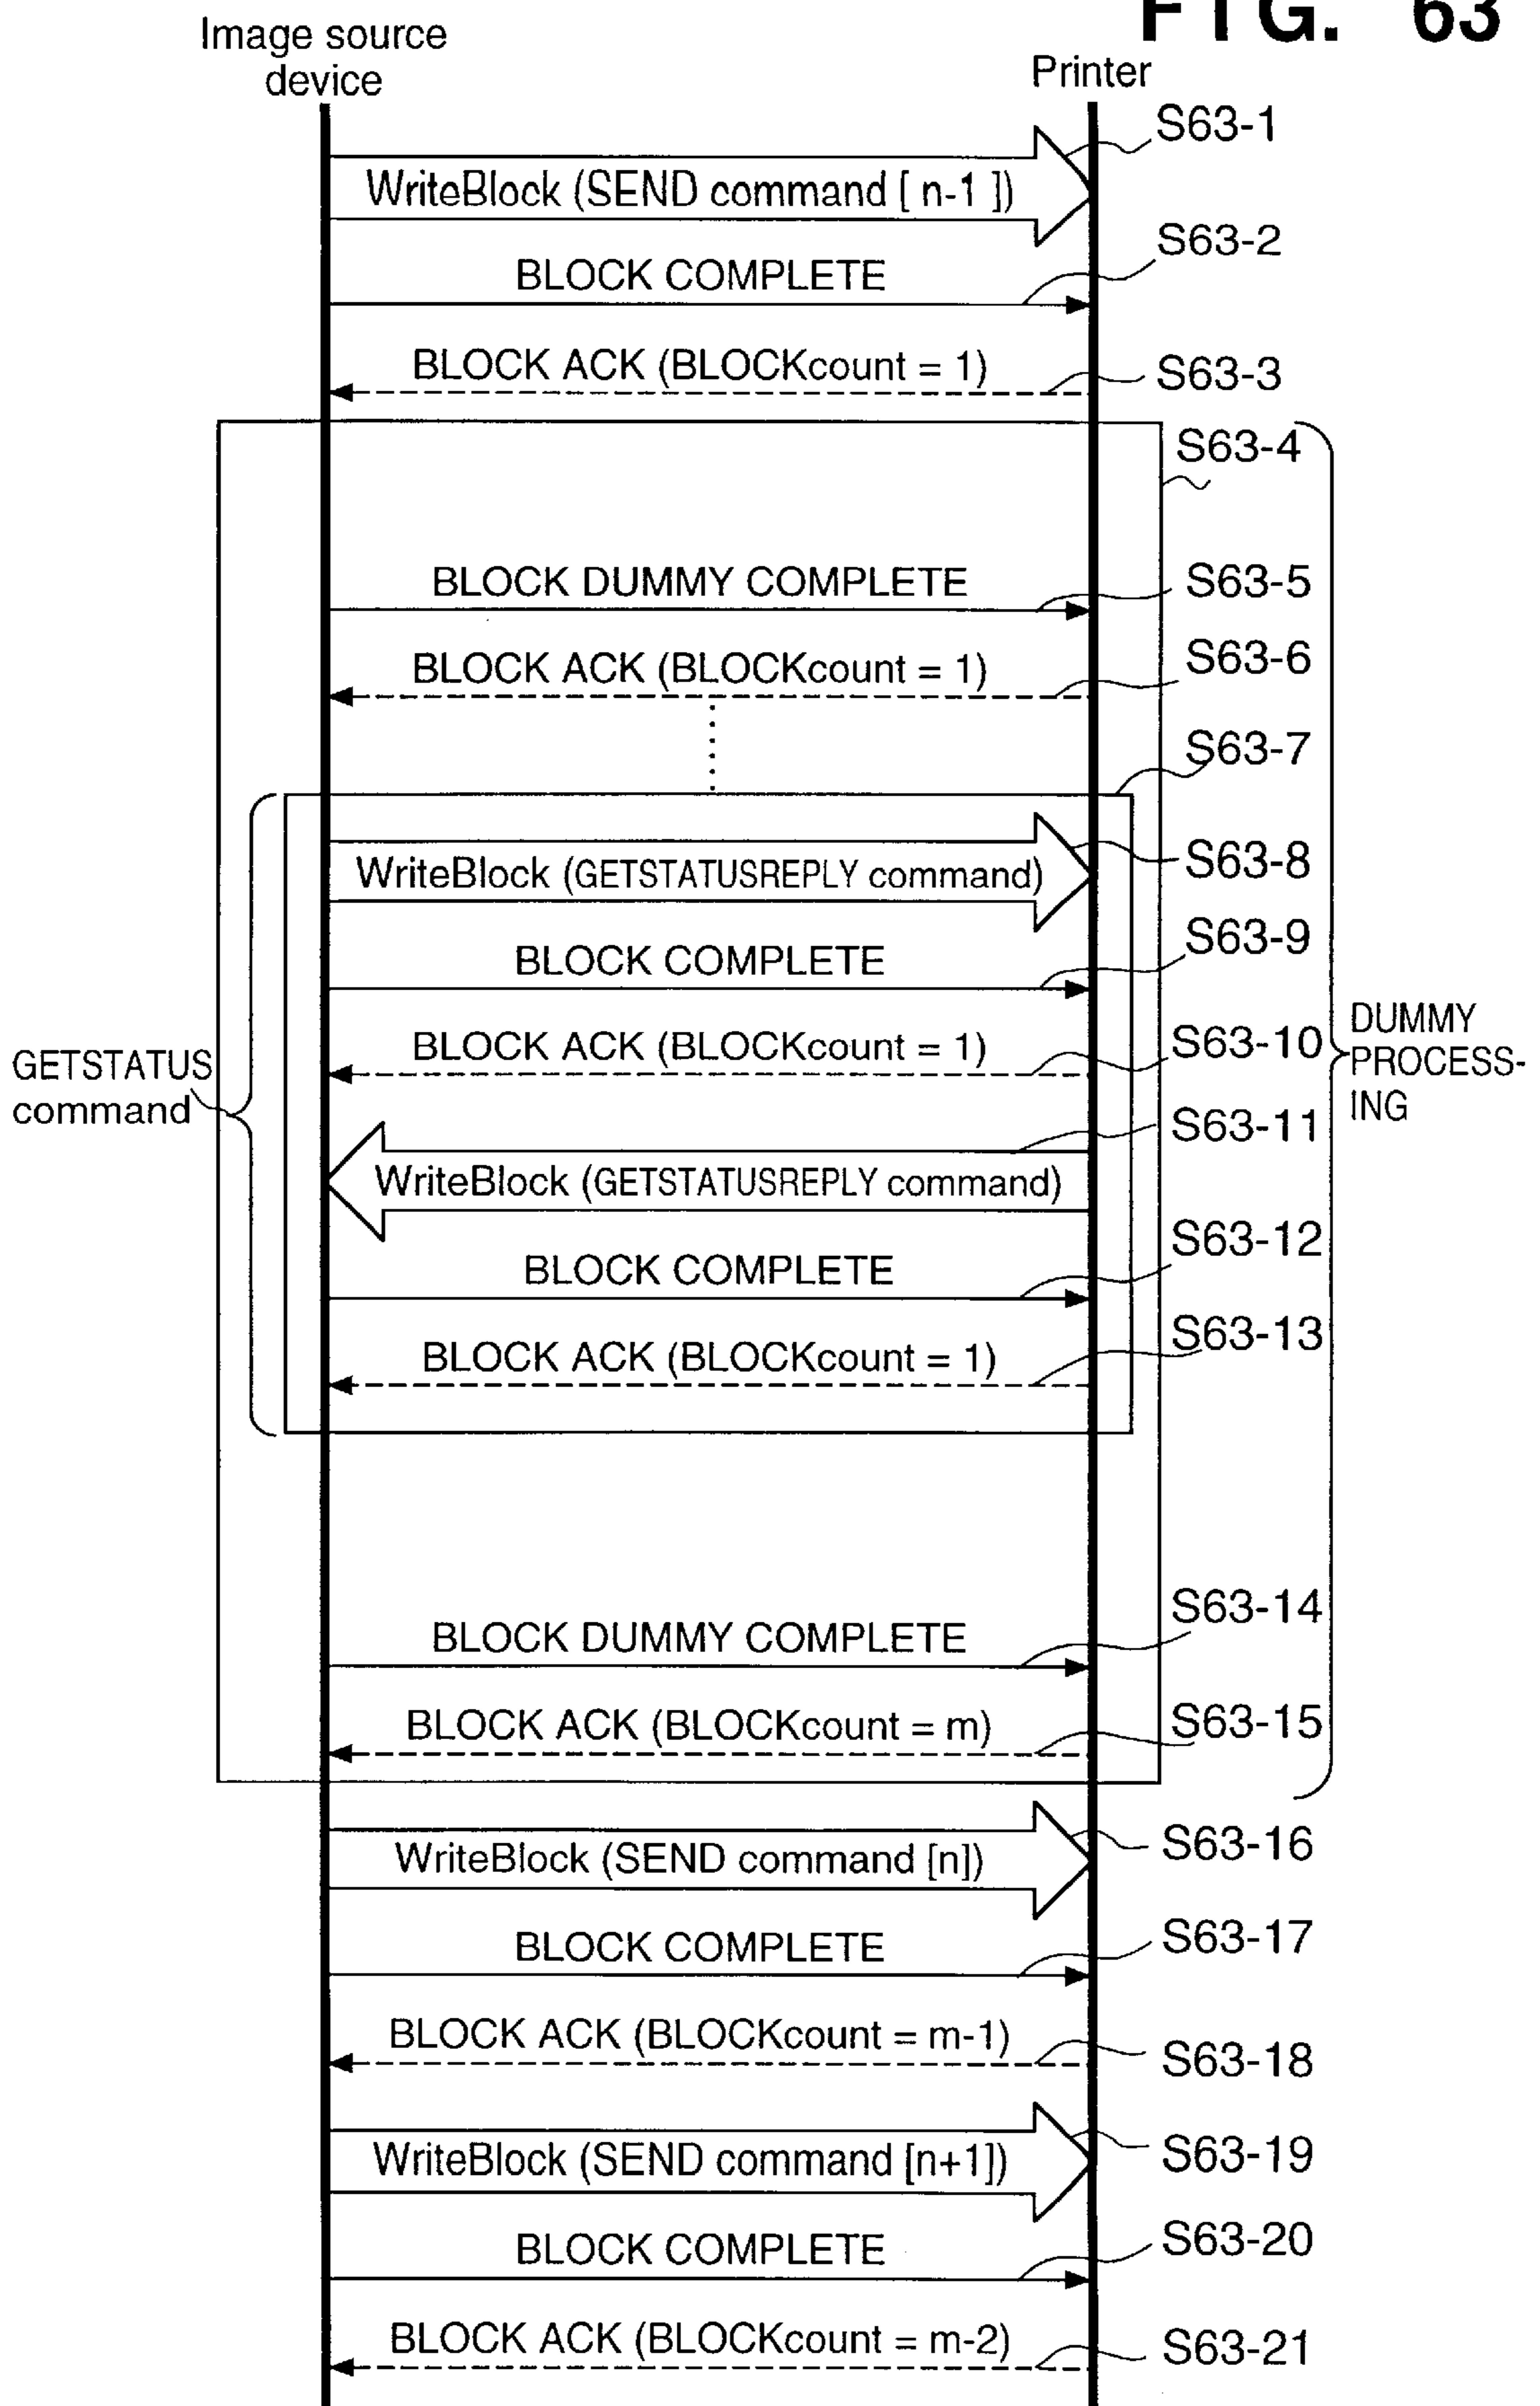 FIG. 63
Image source
device
Printer
S63-1
WriteBlock (SEND command [ n-1 ])
S63-2
BLOCK COMPLETE
BLOCK ACK (BLOCKcount = 1)
S63-3
S63-4
BLOCK DUMMY COMPLETE
S63-5
BLOCK ACK (BLOCKcount = 1)
S63-6
S63-7
WriteBlock (GETSTATUSREPLY command)
S63-8
S63-9
BLOCK COMPLETE
BLOCK ACK (BLOCKcount = 1)
S63-10
DUMMY
PROCESS-
ING
GETSTATUS
command
S63-11
WriteBlock (GETSTATUSREPLY command)
S63-12
BLOCK COMPLETE
S63-13
BLOCK ACK (BLOCKcount = 1)
S63-14
BLOCK DUMMY COMPLETE
BLOCK ACK (BLOCKcount = m)
S63-15
WriteBlock (SEND command [n])
S63-16
BLOCK COMPLETE
S63-17
BLOCK ACK (BLOCKcount = m-1)
S63-18
WriteBlock (SEND command [n+1])
S63-19
BLOCK COMPLETE
S63-20
BLOCK ACK (BLOCKcount = m-2)
S63-21